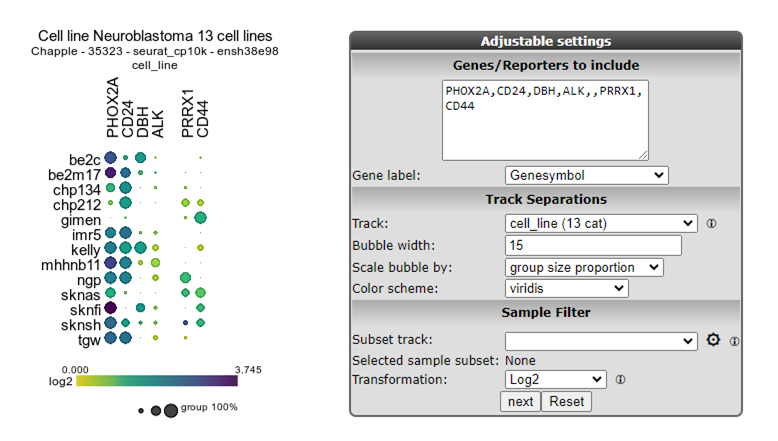 Cell line Neuroblastoma 13 cell lines
Chapple - 35323 - seurat_cp10k - ensh38e98
cell_line
PHOX2A
CD24
DBH
ALK
PRRX1
CD44
be2c
be2m17
chp134
chp212
gimen
imr5
kelly
mhhnb11
ngp
sknas
sknfi
sknsh
tgw
0.000 3.745
log2
group 100%
Adjustable settings
Genes/Reporters to include
PHOX2A,CD24,DBH,ALK,,PRRX1,
CD44
Gene label: Genesymbol
Track Separations
Track: cell_line (13 cat)
Bubble width: 15
Scale bubble by: group size proportion
Color scheme: viridis
Sample Filter
Subset track:
Selected sample subset: None
Transformation: Log2
next Reset